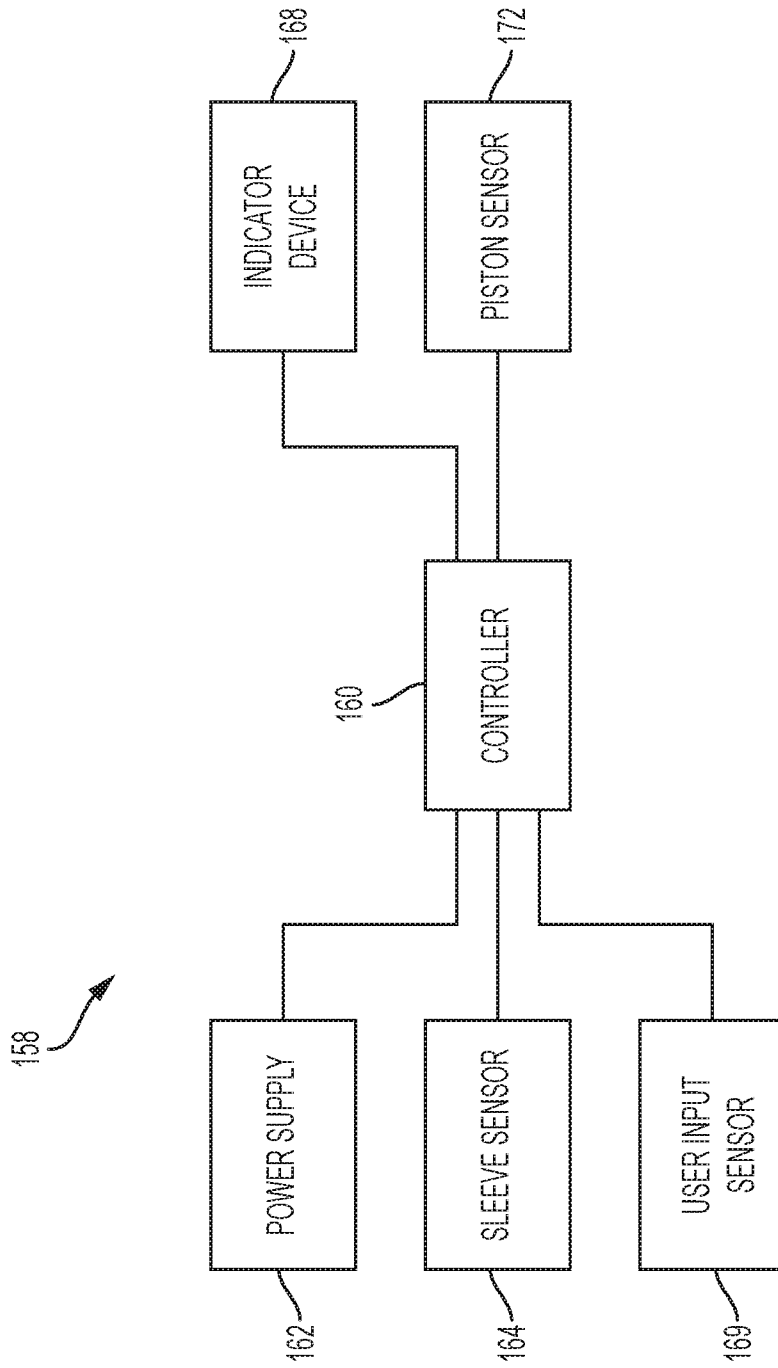 158
162
POWER SUPPLY
164
SLEEVE SENSOR
169
USER INPUT
SENSOR
160
CONTROLLER
INDICATOR
DEVICE
168
PISTON SENSOR
172